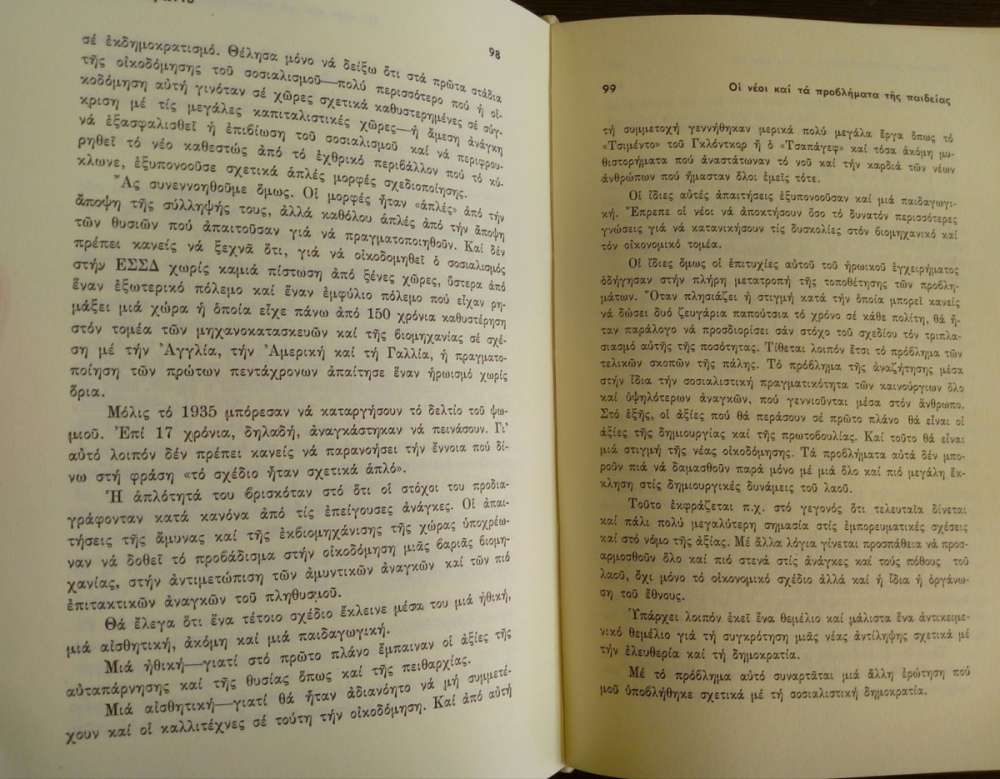 98
σέ ἐκδημοκρατισμό. Θέλησα μόνο νά δείξω ὅτι στά πρῶτα στάδια
τῆς οἰκοδόμησης τοῦ σοσιαλισμοῦ—πολύ περισσότερο πού ἡ οἰ-
κοδόμηση αὐτή γινόταν σέ χῶρες σχετικά καθυστερημένες σέ σύγ-
κριση μέ τίς μεγάλες καπιταλιστικές χῶρες—ἡ ἄμεση ἀνάγκη
νά ἐξασφαλισθεῖ ἡ ἐπιβίωση τοῦ σοσιαλισμοῦ καί νά περιφρου-
ρηθεῖ τό νέο καθεστώς ἀπό τό ἐχθρικό περιβάλλον πού τό κύ-
κλωνε, ἐξυπονοοῦσε σχετικά ἁπλές μορφές σχεδιοποίησης.
Ἄς συνεννοηθοῦμε ὅμως. Οἱ μορφές ἦταν «ἁπλές» ἀπό τήν
ἄποψη τῆς σύλληψής τους, ἀλλά καθόλου ἁπλές ἀπό τήν ἄποψη
τῶν θυσιῶν πού ἀπαιτοῦσαν γιά νά πραγματοποιηθοῦν. Καί δέν
πρέπει κανείς νά ξεχνᾶ ὅτι, γιά νά οἰκοδομηθεῖ ὁ σοσιαλισμός
στήν ΕΣΣΔ χωρίς καμιά πίστωση ἀπό ξένες χῶρες, ὕστερα ἀπό
ἕναν ἐξωτερικό πόλεμο καί ἕναν ἐμφύλιο πόλεμο πού εἶχαν ρη-
μάξει μιά χώρα ἡ ὁποία εἶχε πάνω ἀπό 150 χρόνια καθυστέρηση
στόν τομέα τῶν μηχανοκατασκευῶν καί τῆς βιομηχανίας σέ σχέ-
ση μέ τήν Ἀγγλία, τήν Ἀμερική καί τή Γαλλία, ἡ πραγματο-
ποίηση τῶν πρώτων πεντάχρονων ἀπαίτησε ἕναν ἡρωισμό χωρίς
ὅρια.
Μόλις τό 1935 μπόρεσαν νά καταργήσουν τό δελτίο τοῦ ψω-
μιοῦ. Ἐπί 17 χρόνια, δηλαδή, ἀναγκάστηκαν νά πεινάσουν. Γι'
αὐτό λοιπόν δέν πρέπει κανείς νά παρανοήσει τήν ἔννοια πού δί-
νω στή φράση «τό σχέδιο ἦταν σχετικά ἁπλό».
Ἡ ἁπλότητά του βρισκόταν στό ὅτι οἱ στόχοι του προδια-
γράφονταν κατά κανόνα ἀπό τίς ἐπείγουσες ἀνάγκες. Οἱ ἀπαι-
τήσεις τῆς ἄμυνας καί τῆς ἐκβιομηχάνισης τῆς χώρας ὑποχρέω-
ναν νά δοθεῖ τό προβάδισμα στήν οἰκοδόμηση μιᾶς βαριᾶς βιομη-
χανίας, στήν ἀντιμετώπιση τῶν ἀμυντικῶν ἀναγκῶν καί τῶν πιό
ἐπιτακτικῶν ἀναγκῶν τοῦ πληθυσμοῦ.
Θά ἔλεγα ὅτι ἕνα τέτοιο σχέδιο ἔκλεινε μέσα του μιά ἠθική,
μιά αἰσθητική, ἀκόμη καί μιά παιδαγωγική.
Μιά ἠθική—γιατί στό πρῶτο πλάνο ἔμπαιναν οἱ ἀξίες τῆς
αὐταπάρνησης καί τῆς θυσίας ὅπως καί τῆς πειθαρχίας.
Μιά αἰσθητική—γιατί θά ἦταν ἀδιανόητο νά μή συμμετέ-
χουν καί οἱ καλλιτέχνες σέ τούτη τήν οἰκοδόμηση. Καί ἀπό αὐτή
99 Οἱ νέοι καί τά προβλήματα τῆς παιδείας
τή συμμετοχή γεννήθηκαν μερικά πολύ μεγάλα ἔργα ὅπως τό
«Τσιμέντο» τοῦ Γκλόντκορ ἤ ὁ «Τσαπάγεφ» καί τόσα ἀκόμη μυ-
θιστορήματα πού ἀναστάτωναν τό νοῦ καί τήν καρδιά τῶν νέων
ἀνθρώπων πού ἤμασταν ὅλοι ἐμεῖς τότε.
Οἱ ἴδιες αὐτές ἀπαιτήσεις ἐξυπονοοῦσαν καί μιά παιδαγωγι-
κή. Ἔπρεπε οἱ νέοι νά ἀποκτήσουν ὅσο τό δυνατόν περισσότερες
γνώσεις γιά νά κατανικήσουν τίς δυσκολίες στόν βιομηχανικό καί
τόν οἰκονομικό τομέα.
Οἱ ἴδιες ὅμως οἱ ἐπιτυχίες αὐτοῦ τοῦ ἡρωικοῦ ἐγχειρήματος
ὁδήγησαν στήν πλήρη μετατροπή τῆς τοποθέτησης τῶν προβλη-
μάτων. Ὅταν πλησιάζει ἡ στιγμή κατά τήν ὁποία μπορεῖ κανείς
νά δώσει δυό ζευγάρια παπούτσια τό χρόνο σέ κάθε πολίτη, θά ἦ-
ταν παράλογο νά προσδιορίσει σάν στόχο τοῦ σχεδίου τόν τριπλα-
σιασμό αὐτῆς τῆς ποσότητας. Τίθεται λοιπόν ἔτσι τό πρόβλημα τῶν
τελικῶν σκοπῶν τῆς πάλης. Τό πρόβλημα τῆς ἀναζήτησης μέσα
στήν ἴδια τήν σοσιαλιστική πραγματικότητα τῶν καινούργιων ὅλο
καί ὑψηλότερων ἀναγκῶν, πού γεννιοῦνται μέσα στόν ἄνθρωπο.
Στό ἑξῆς, οἱ ἀξίες πού θά περάσουν σέ πρῶτο πλάνο θά εἶναι οἱ
ἀξίες τῆς δημιουργίας καί τῆς πρωτοβουλίας. Καί τοῦτο θά εἶναι
μιά στιγμή τῆς νέας οἰκοδόμησης. Τά προβλήματα αὐτά δέν μπο-
ροῦν πιά νά δαμασθοῦν παρά μόνο μέ μιά ὅλο καί πιό μεγάλη ἔκ-
κληση στίς δημιουργικές δυνάμεις τοῦ λαοῦ.
Τοῦτο ἐκφράζεται π.χ. στό γεγονός ὅτι τελευταῖα δίνεται
καί πάλι πολύ μεγαλύτερη σημασία στίς ἐμπορευματικές σχέσεις
καί στό νόμο τῆς ἀξίας. Μέ ἄλλα λόγια γίνεται προσπάθεια νά προσ-
αρμοσθοῦν ὅλο καί πιό στενά στίς ἀνάγκες καί τούς πόθους τοῦ
λαοῦ, ὄχι μόνο τό οἰκονομικό σχέδιο ἀλλά καί ἡ ἴδια ἡ ὀργάνω-
ση τοῦ ἔθνους.
Ὑπάρχει λοιπόν ἐκεῖ ἕνα θεμέλιο καί μάλιστα ἕνα ἀντικειμε-
νικό θεμέλιο γιά τή συγκρότηση μιᾶς νέας ἀντίληψης σχετικά μέ
τήν ἐλευθερία καί τή δημοκρατία.
Μέ τό πρόβλημα αὐτό συναρτᾶται μιά ἄλλη ἐρώτηση πού
μοῦ ὑποβλήθηκε σχετικά μέ τή σοσιαλιστική δημοκρατία.